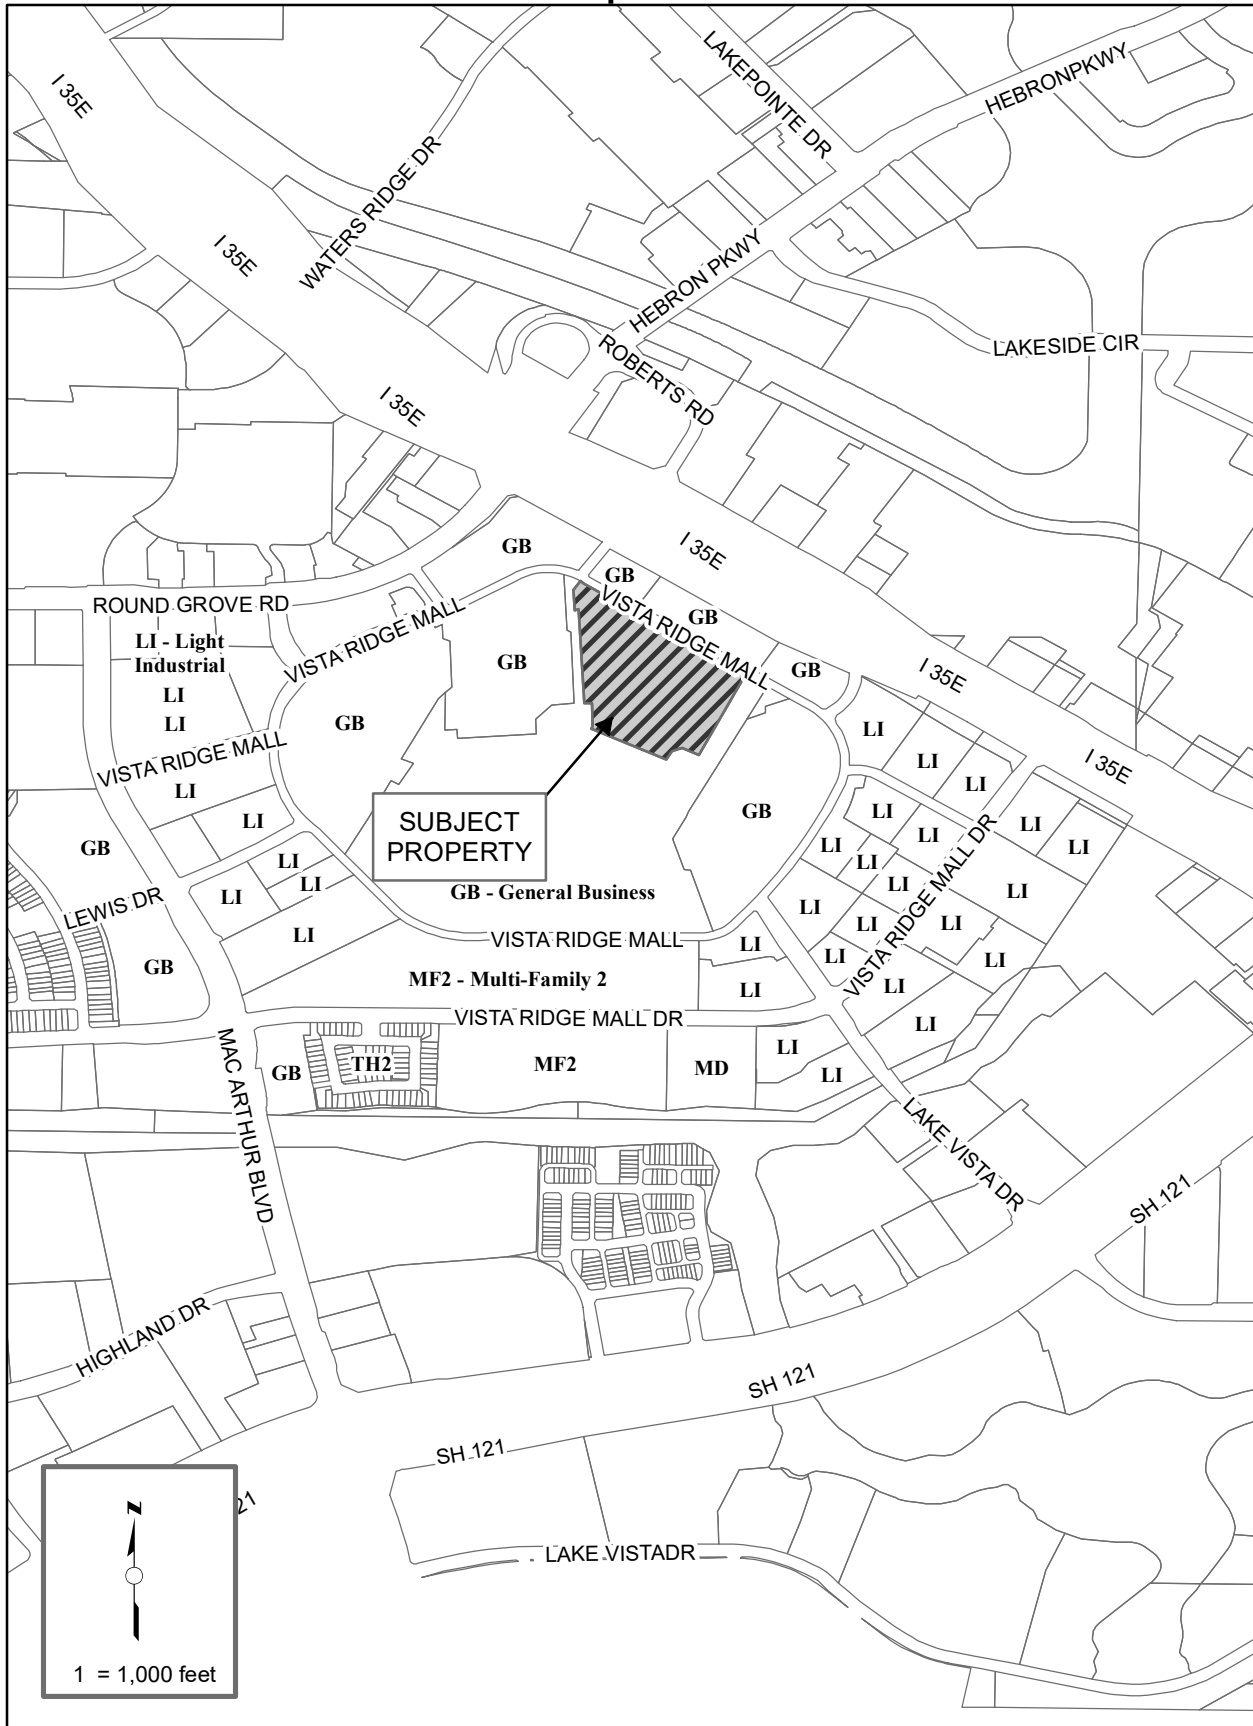 I 35E
LAKEPOINTE DR
HEBRONPKWY
WATERS RIDGE DR
I 35E
HEBRON PKWY
ROBERTS RD
LAKESIDE CIR
I 35E
I 35E
GB
GB
GB
ROUND GROVE RD
VISTA RIDGE MALL
VISTA RIDGE MALL
LI - Light
Industrial
GB
GB
I 35E
LI
LI
GB
LI
VISTA RIDGE MALL
LI
LI
I 35E
LI
SUBJECT
PROPERTY
GB
LI
LI
LI
LI
LI
GB
LI
LI
LI
VISTA RIDGE MALL DR
LI
LI
LI
LI
LI
GB - General Business
LEWIS DR
LI
LI
LI
LI
VISTA RIDGE MALL
LI
LI
LI
GB
MF2 - Multi-Family 2
LI
LI
VISTA RIDGE MALL DR
LI
MAC ARTHUR BLVD
GB
TH2
MF2
MD
LI
LI
LAKE VISTA DR
SH 121
HIGHLAND DR
SH 121
SH 121
21
LAKE VISTADR
z
1 = 1,000 feet